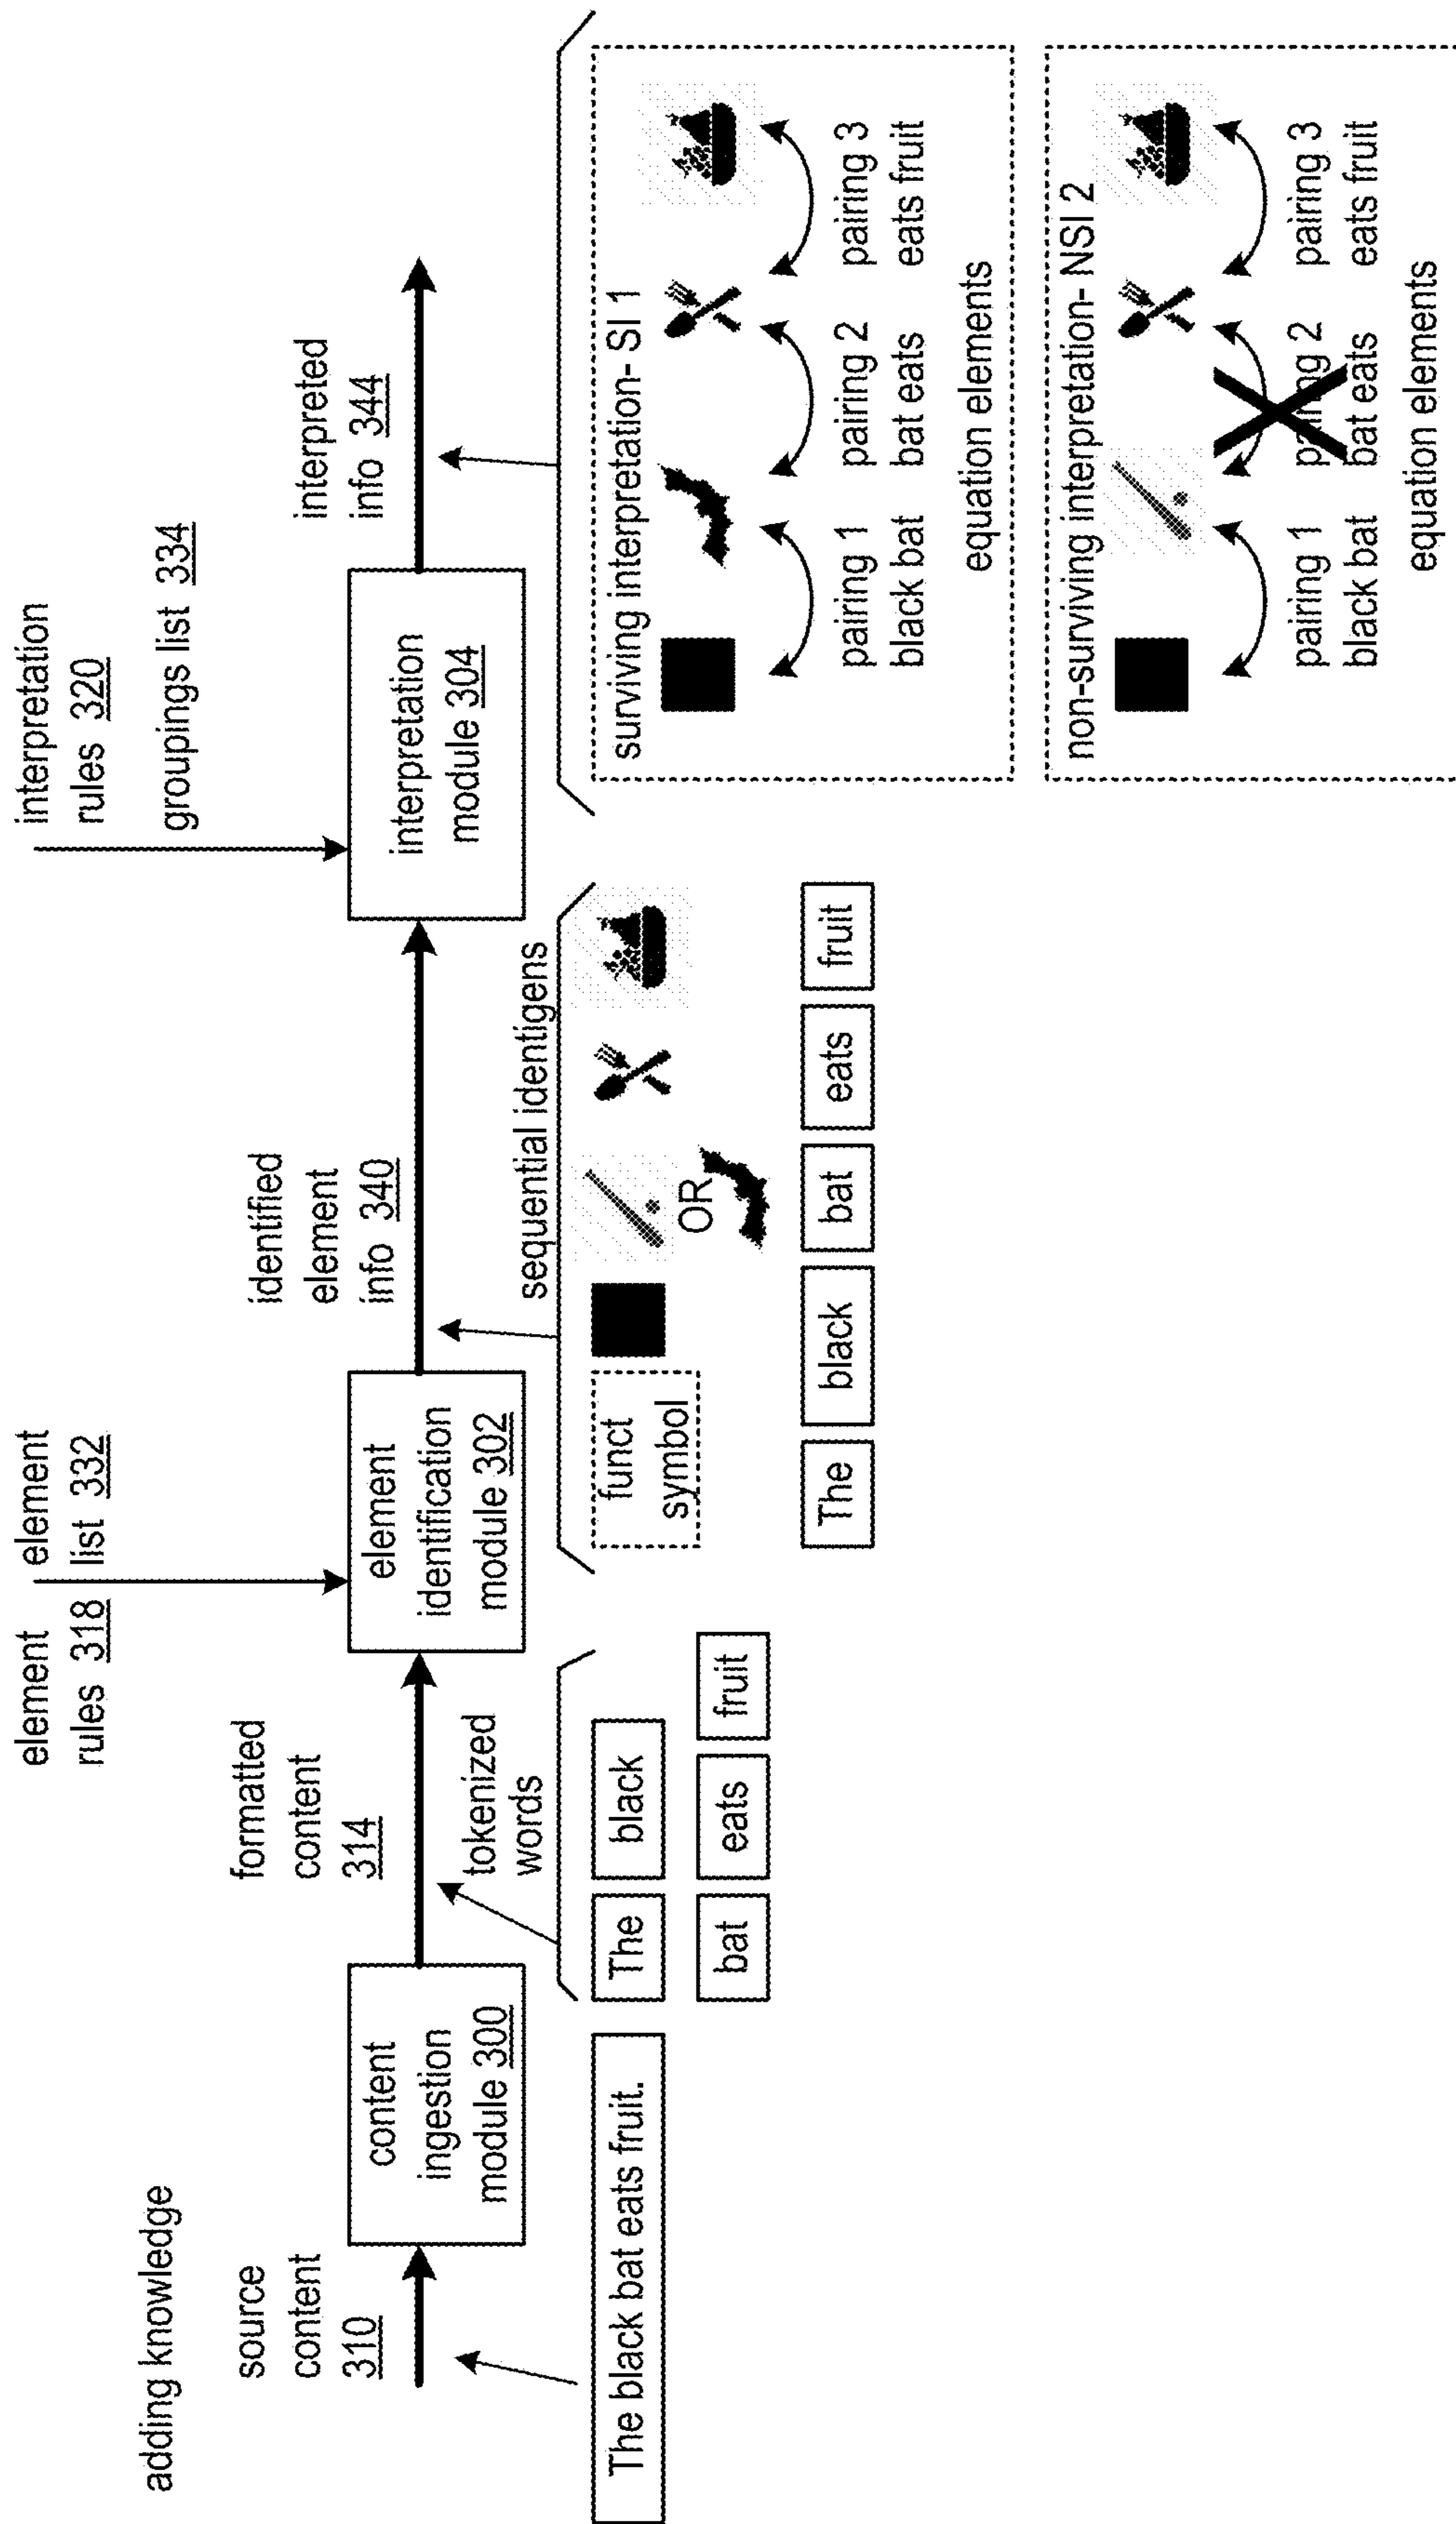 adding knowledge
source
content
310
content
ingestion
module 300
formatted
content
314
element
rules 318
element
list 332
element
identification
module 302
identified
element
info 340
interpretation
rules 320
groupings list 334
interpretation
module 304
interpreted
info 344
The black bat eats fruit.
tokenized
words
The black
bat eats fruit
sequential identigens
funct
symbol
OR
The black bat eats fruit
surviving interpretation- SI 1
pairing 1 pairing 2 pairing 3
black bat bat eats eats fruit
equation elements
non-surviving interpretation- NSI 2
pairing 1 pairing 2 pairing 3
black bat bat eats eats fruit
equation elements